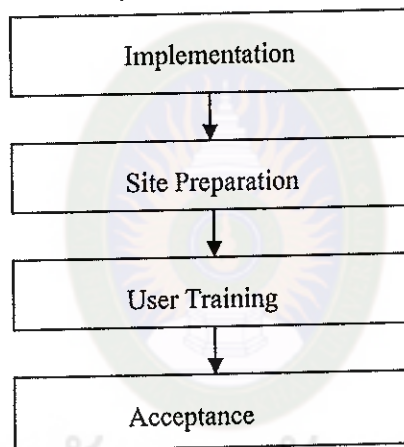 Implementation
Site Preparation
User Training
Acceptance